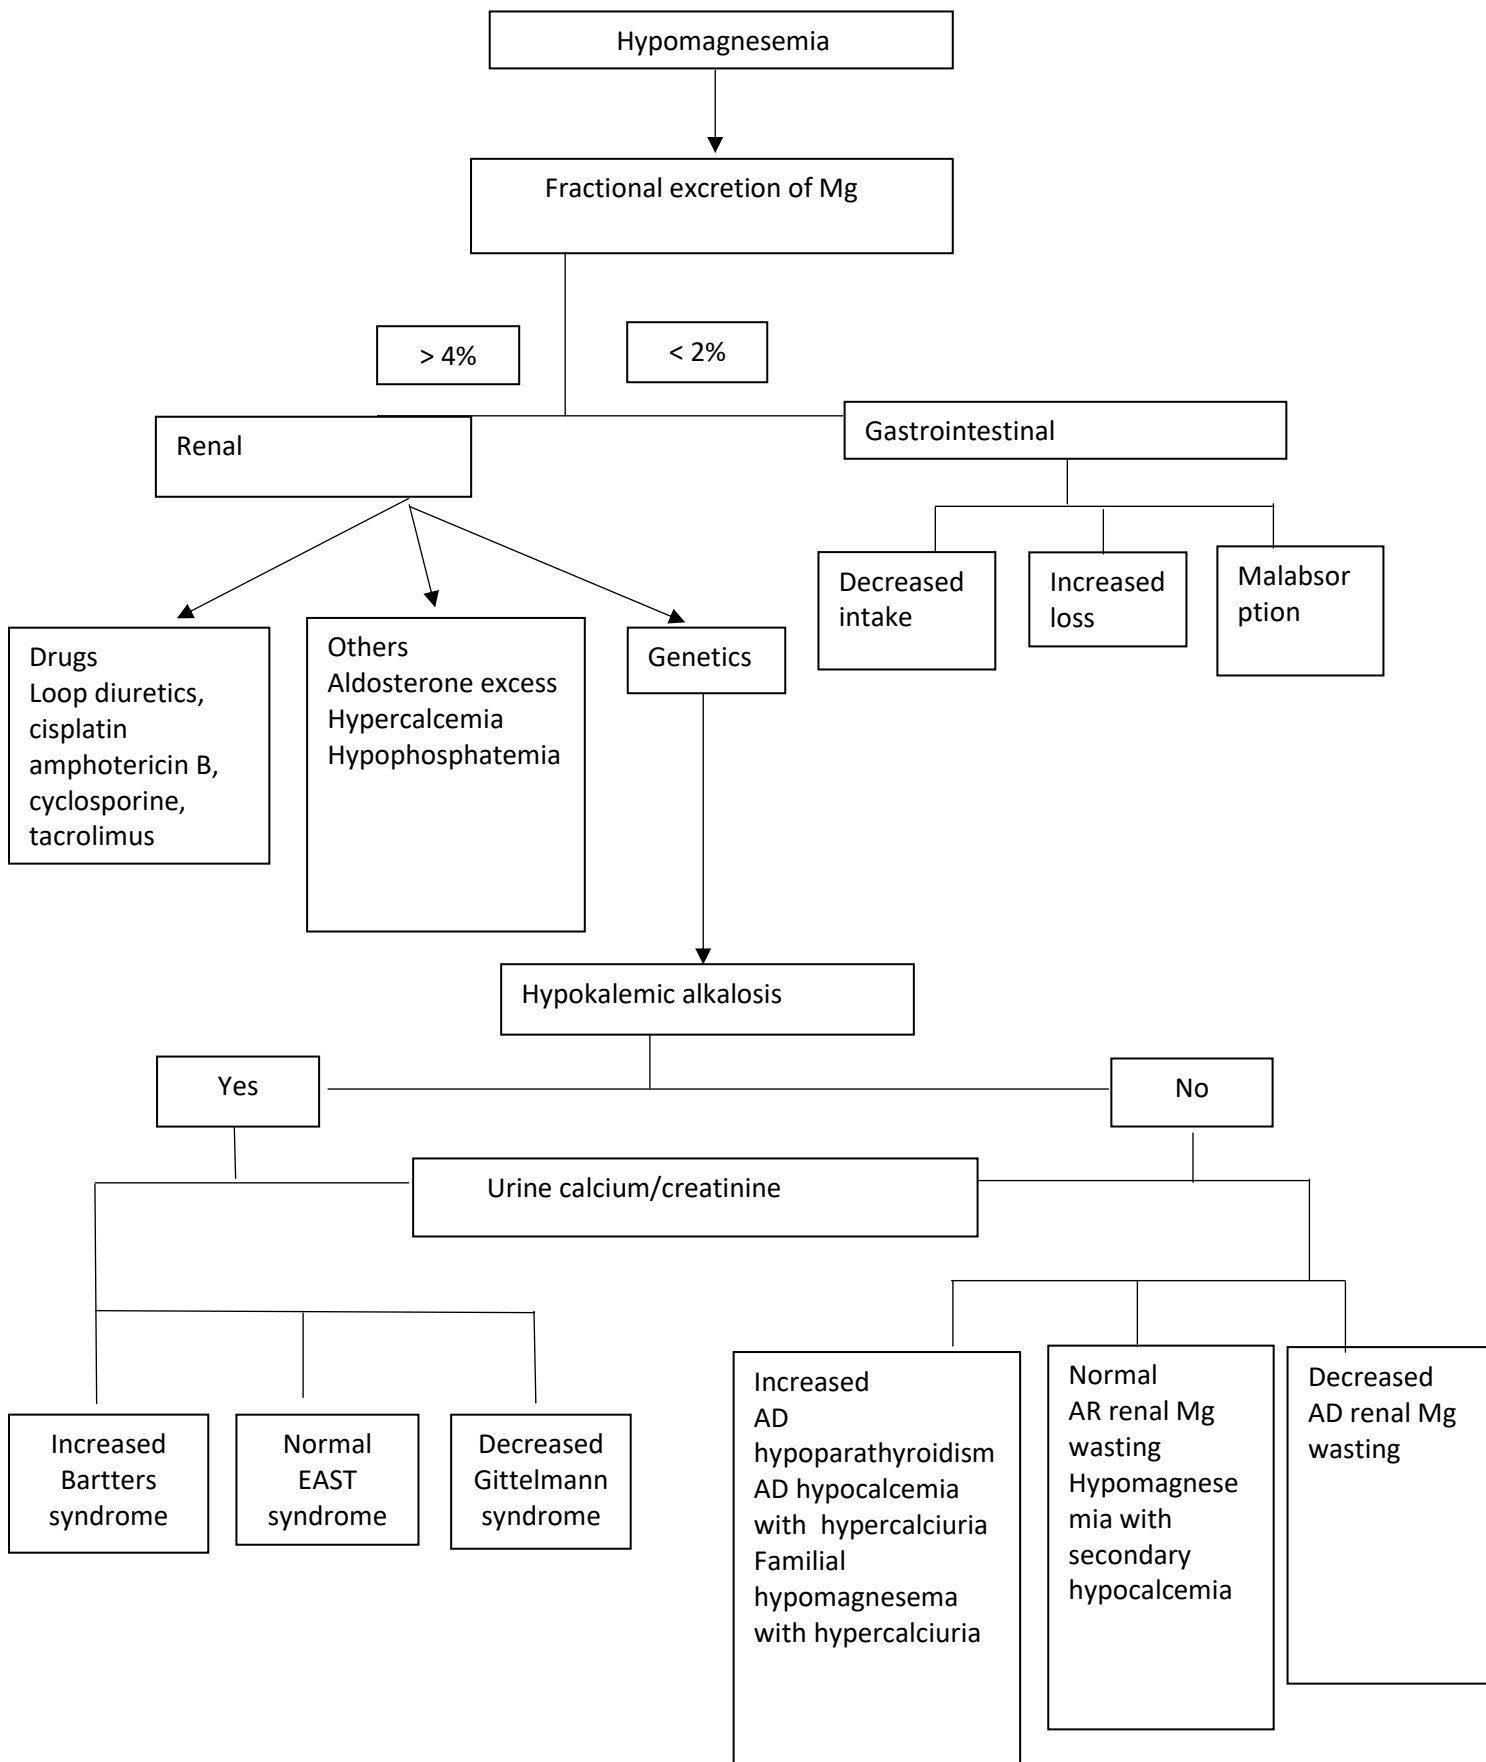 Hypomagnesemia
Fractional excretion of Mg
> 4%
< 2%
Renal
Gastrointestinal
Decreased
intake
Increased
loss
Malabsor
ption
Drugs
Loop diuretics,
cisplatin
amphotericin B,
cyclosporine,
tacrolimus
Others
Aldosterone excess
Hypercalcemia
Hypophosphatemia
Genetics
Hypokalemic alkalosis
Yes
No
Urine calcium/creatinine
Increased
Bartters
syndrome
Normal
EAST
syndrome
Decreased
Gittelmann
syndrome
Increased
AD
hypoparathyroidism
AD hypocalcemia
with  hypercalciuria
Familial
hypomagnesema
with hypercalciuria
Normal
AR renal Mg
wasting
Hypomagnese
mia with
secondary
hypocalcemia
Decreased
AD renal Mg
wasting